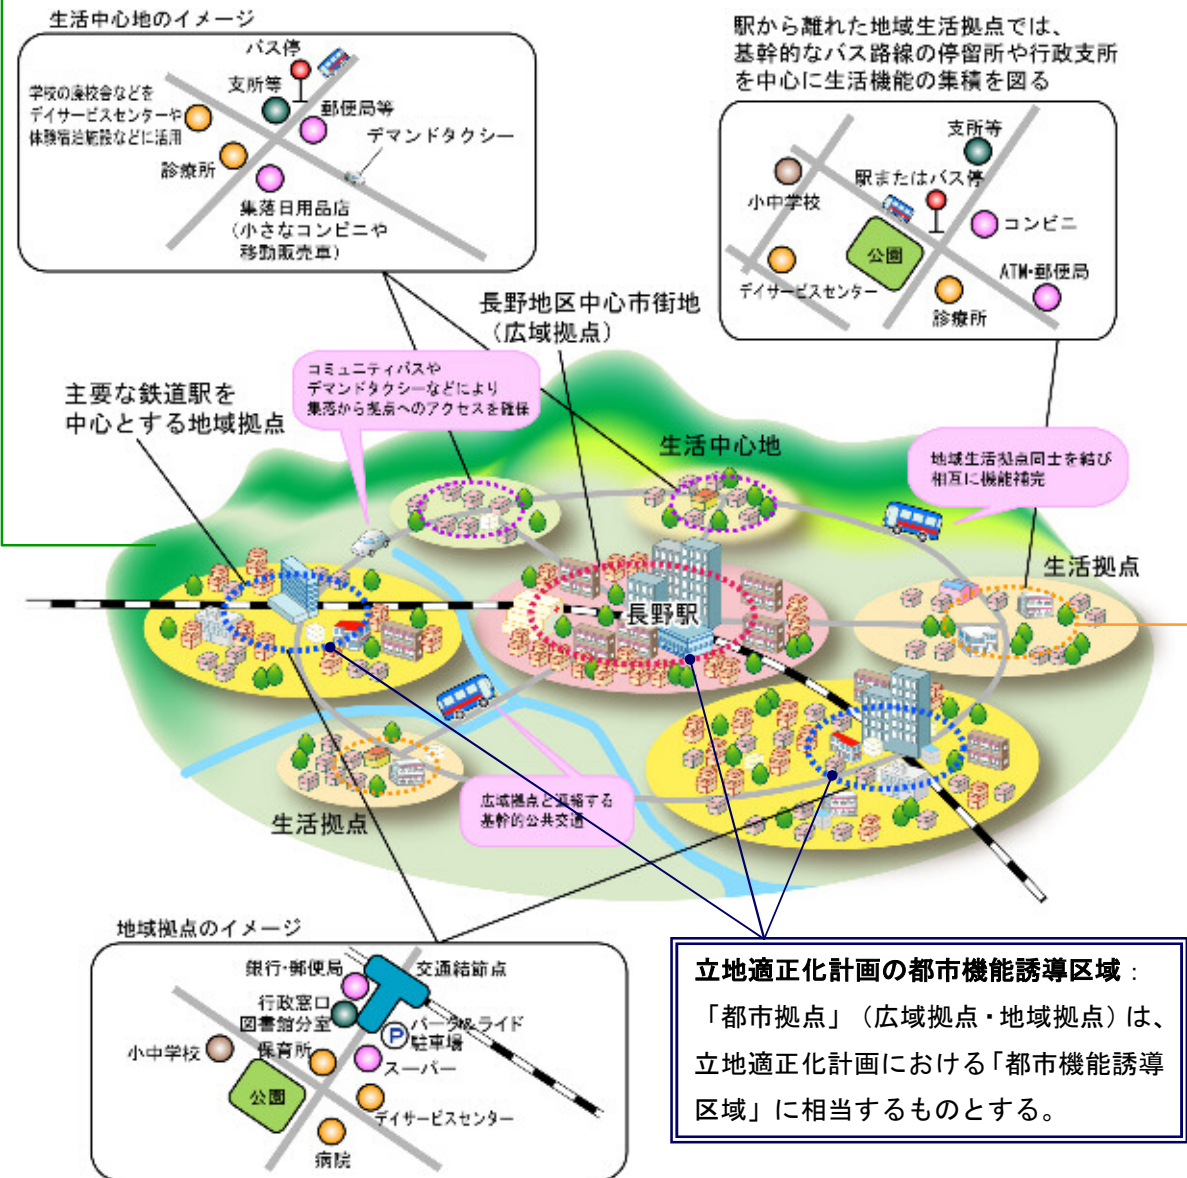 生活中心地のイメージ
バス停
支所等
学校の廃校舎などを
デイサービスセンターや
体験宿泊施設などに活用
郵便局等
デマンドタクシー
診療所
集落日用品店
（小さなコンビニや
移動販売車）
駅から離れた地域生活拠点では、
基幹的なバス路線の停留所や行政支所
を中心に生活機能の集積を図る
支所等
駅またはバス停
小中学校
コンビニ
公園
ATM・郵便局
デイサービスセンター
診療所
長野地区中心市街地
（広域拠点）
コミュニティバスや
デマンドタクシーなどにより
集落から拠点へのアクセスを確保
主要な鉄道駅を
中心とする地域拠点
生活中心地
地域生活拠点同士を結び
相互に機能補完
生活拠点
長野駅
生活拠点
広域拠点と連絡する
基幹的公共交通
地域拠点のイメージ
銀行・郵便局
交通結節点
行政窓口
図書館分室
P
パーク&ライド
駐車場
小中学校
保育所
スーパー
公園
デイサービスセンター
病院
立地適正化計画の都市機能誘導区域：
「都市拠点」（広域拠点・地域拠点）は、
立地適正化計画における「都市機能誘導
区域」に相当するものとする。